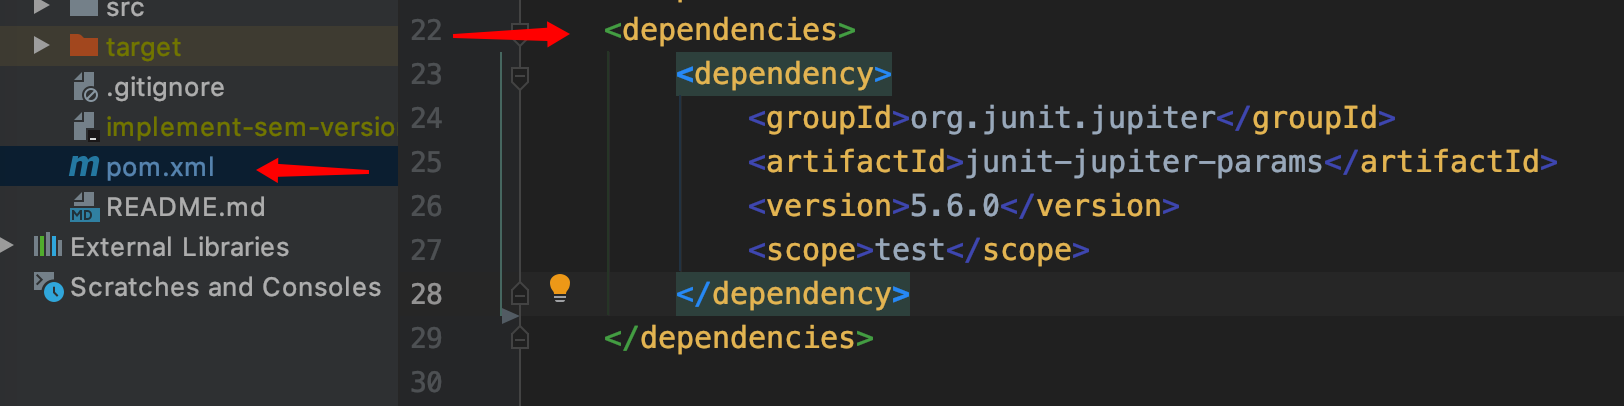 src
target
.gitignore
implement-sem-versio
m pom.xml
MD README.md
External Libraries
Scratches and Consoles
22 <dependencies>
23 <dependency>
24 <groupId>org.junit.jupiter</groupId>
25 <artifactId>junit-jupiter-params</artifactId>
26 <version>5.6.0</version>
27 <scope>test</scope>
28 </dependency>
29 </dependencies>
30